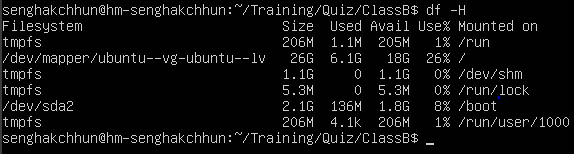 senghakchhun@hm-senghakchhun:~/Training/Quiz/ClassB$ df -H
Filesystem                         Size  Used Avail Use% Mounted on
tmpfs                              206M  1.1M  205M   1% /run
/dev/mapper/ubuntu--vg-ubuntu--lv   26G  6.1G   18G  26% /
tmpfs                              1.1G     0  1.1G   0% /dev/shm
tmpfs                              5.3M     0  5.3M   0% /run/lock
/dev/sda2                          2.1G  136M  1.8G   8% /boot
tmpfs                              206M  4.1k  206M   1% /run/user/1000
senghakchhun@hm-senghakchhun:~/Training/Quiz/ClassB$ _